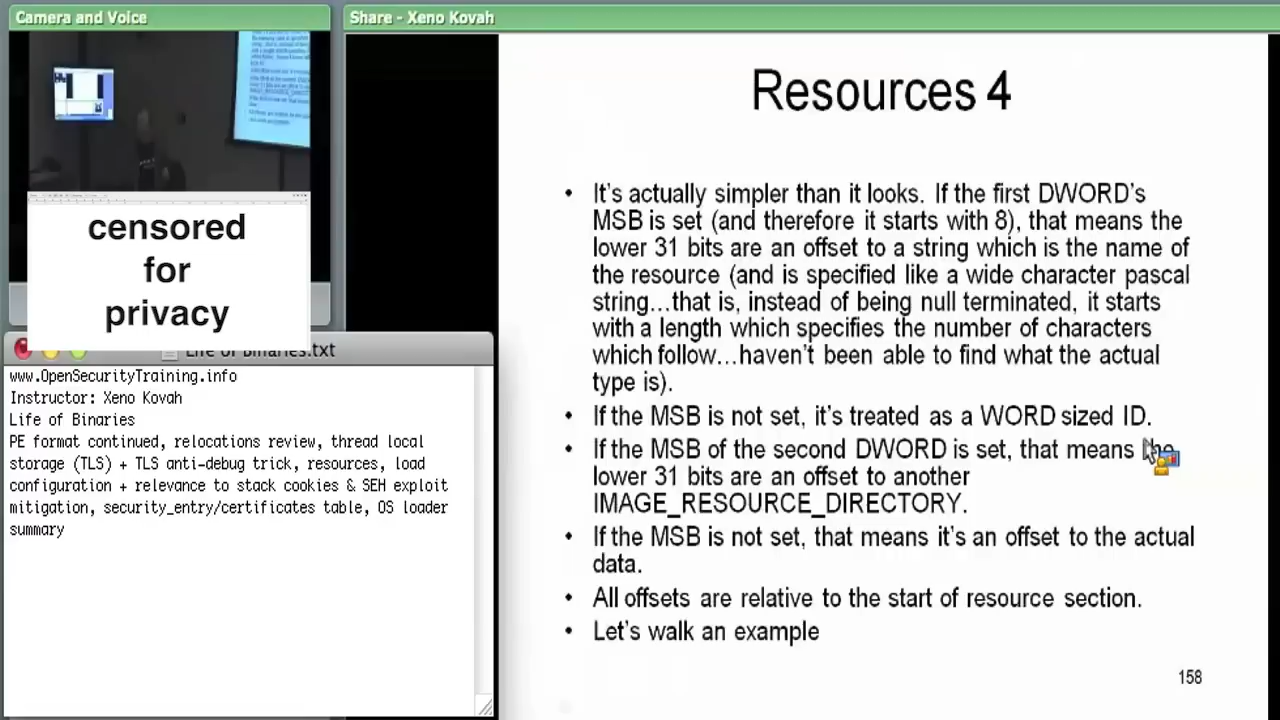 Camera and Voice
Share - Xeno Kovah
censored
for
privacy
Life of Binaries.txt
www.OpenSecurityTraining.info
Instructor: Xeno Kovah
Life of Binaries
PE format continued, relocations review, thread local
storage (TLS) + TLS anti-debug trick, resources, load
configuration + relevance to stack cookies & SEH exploit
mitigation, security_entry/certificates table, OS loader
summary
Resources 4
• It's actually simpler than it looks. If the first DWORD's
MSB is set (and therefore it starts with 8), that means the
lower 31 bits are an offset to a string which is the name of
the resource (and is specified like a wide character pascal
string…that is, instead of being null terminated, it starts
with a length which specifies the number of characters
which follow…haven't been able to find what the actual
type is).
• If the MSB is not set, it's treated as a WORD sized ID.
• If the MSB of the second DWORD is set, that means the
lower 31 bits are an offset to another
IMAGE_RESOURCE_DIRECTORY.
• If the MSB is not set, that means it's an offset to the actual
data.
• All offsets are relative to the start of resource section.
• Let's walk an example
158